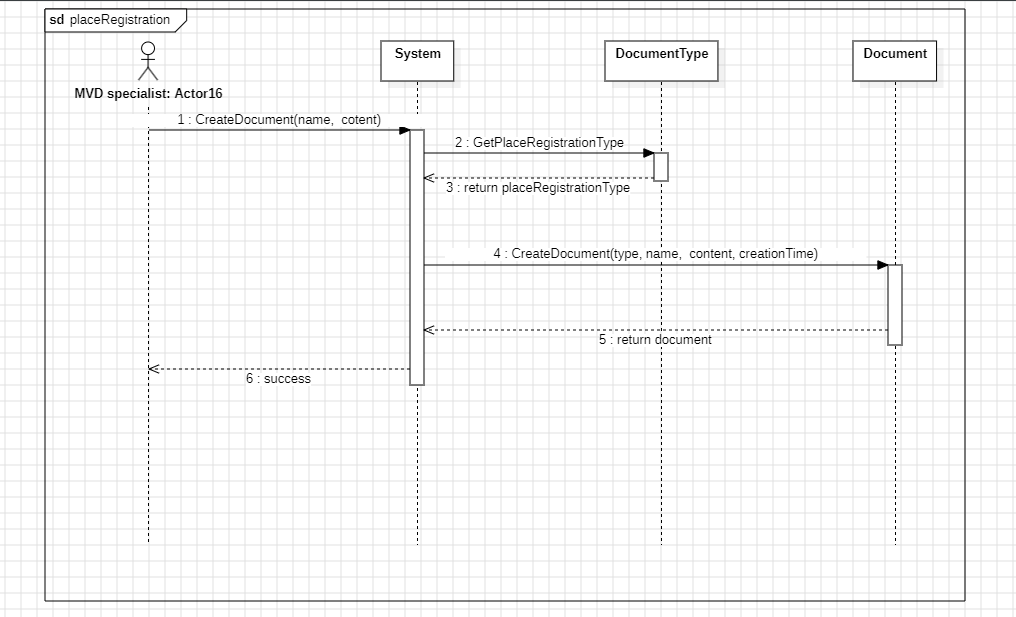 sd placeRegistration
System
DocumentType
Document
MVD specialist: Actor16
1 : CreateDocument(name, cotent)
2 : GetPlaceRegistrationType
3 : return placeRegistrationType
4 : CreateDocument(type, name, content, creationTime)
5 : return document
6 : success